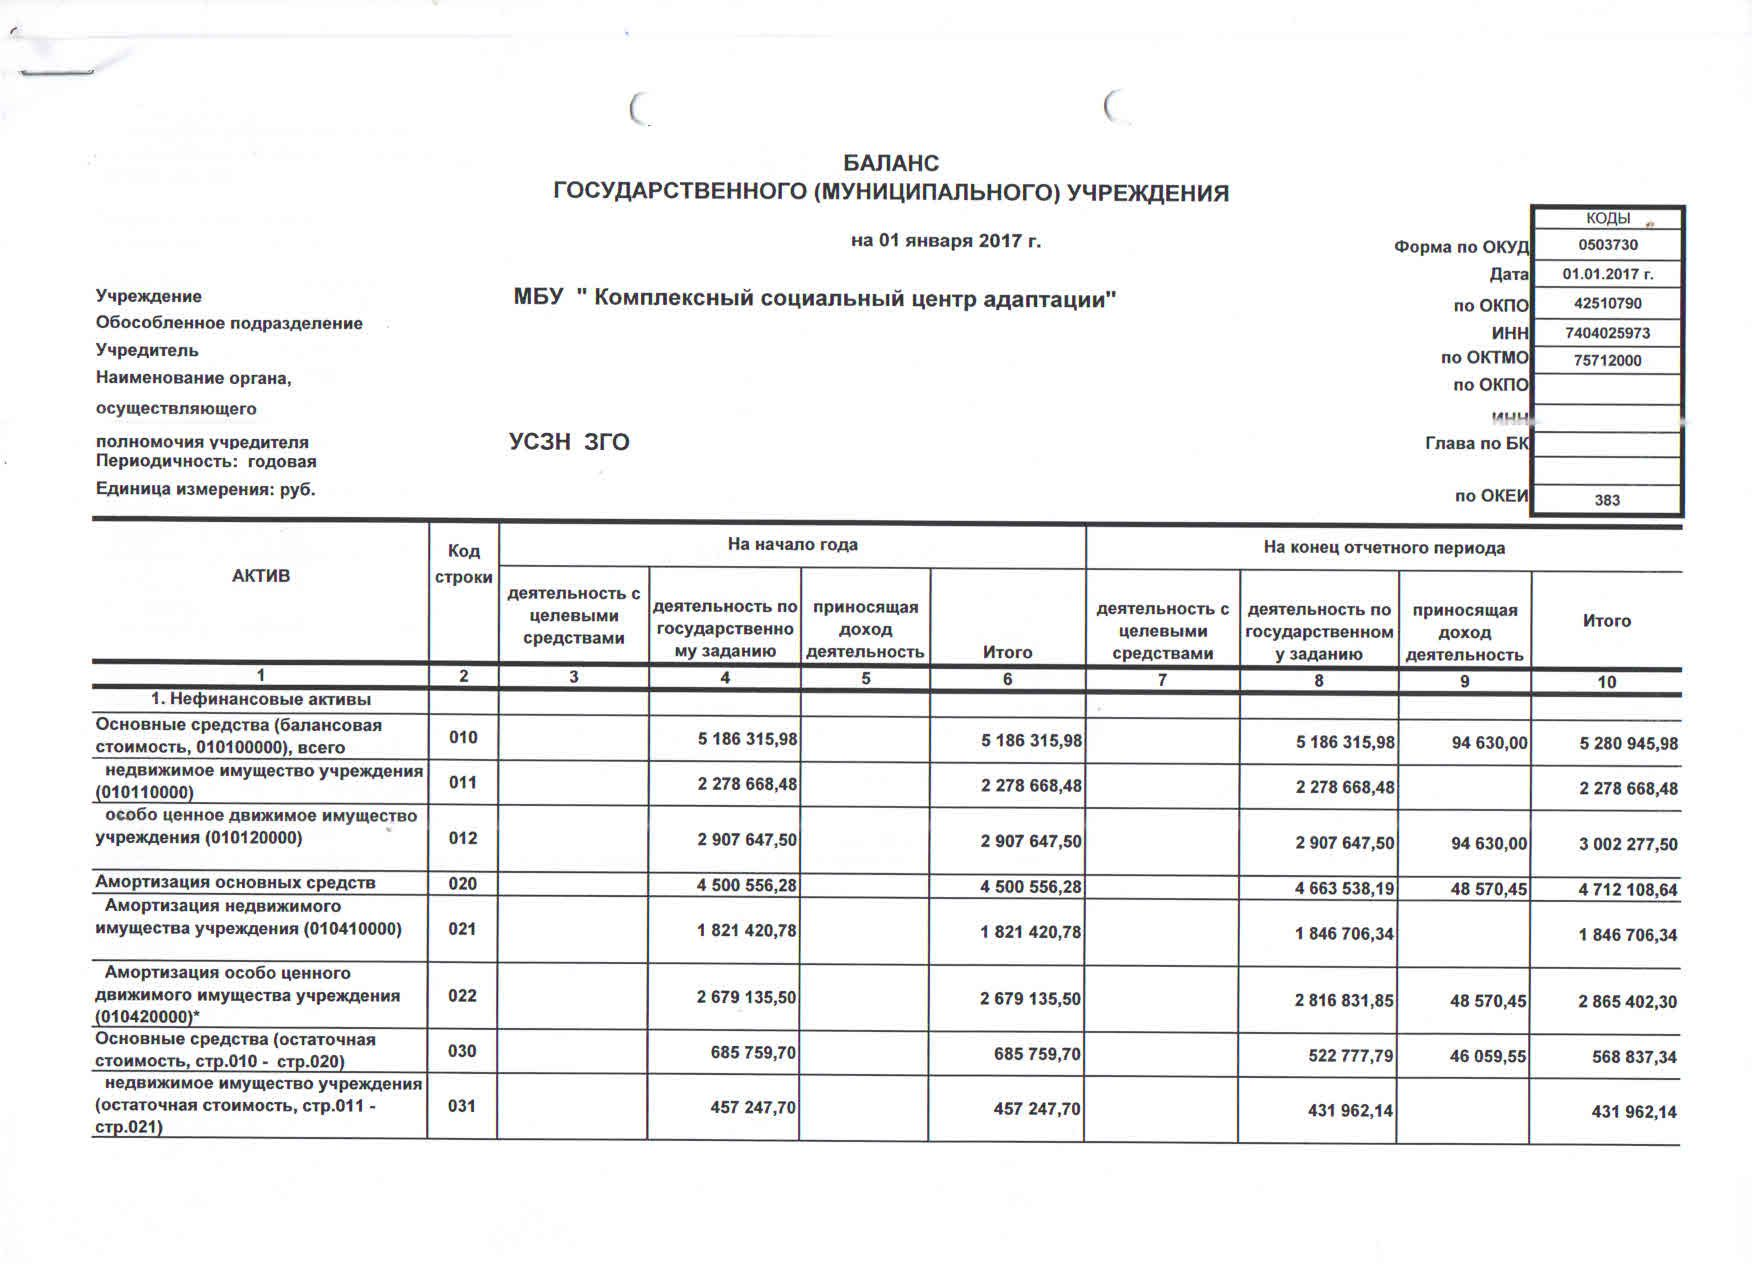 БАЛАНС
ГОСУДАРСТВЕННОГО (МУНИЦИПАЛЬНОГО) УЧРЕЖДЕНИЯ
на 01 января 2017 г.
КОДЫ
Форма по ОКУД 0503730
Дата 01.01.2017 г.
Учреждение МБУ " Комплексный социальный центр адаптации" по ОКПО 42510790
Обособленное подразделение ИНН 7404025973
Учредитель по ОКТМО 75712000
Наименование органа, по ОКПО
осуществляющего ИНН
полномочия учредителя УСЗН ЗГО Глава по БК
Периодичность: годовая
Единица измерения: руб. по ОКЕИ 383
АКТИВ Код строки На начало года На конец отчетного периода
деятельность с целевыми средствами деятельность по государственно му заданию приносящая доход деятельность Итого деятельность с целевыми средствами деятельность по государственном у заданию приносящая доход деятельность Итого
1 2 3 4 5 6 7 8 9 10
1. Нефинансовые активы
Основные средства (балансовая
стоимость, 010100000), всего 010 5 186 315,98 5 186 315,98 5 186 315,98 94 630,00 5 280 945,98
недвижимое имущество учреждения
(010110000) 011 2 278 668,48 2 278 668,48 2 278 668,48 2 278 668,48
особо ценное движимое имущество
учреждения (010120000) 012 2 907 647,50 2 907 647,50 2 907 647,50 94 630,00 3 002 277,50
Амортизация основных средств 020 4 500 556,28 4 500 556,28 4 663 538,19 48 570,45 4 712 108,64
Амортизация недвижимого
имущества учреждения (010410000) 021 1 821 420,78 1 821 420,78 1 846 706,34 1 846 706,34
Амортизация особо ценного
движимого имущества учреждения 022 2 679 135,50 2 679 135,50 2 816 831,85 48 570,45 2 865 402,30
(010420000)*
Основные средства (остаточная
стоимость, стр.010 - стр.020) 030 685 759,70 685 759,70 522 777,79 46 059,55 568 837,34
недвижимое имущество учреждения
(остаточная стоимость, стр.011 - 031 457 247,70 457 247,70 431 962,14 431 962,14
стр.021)